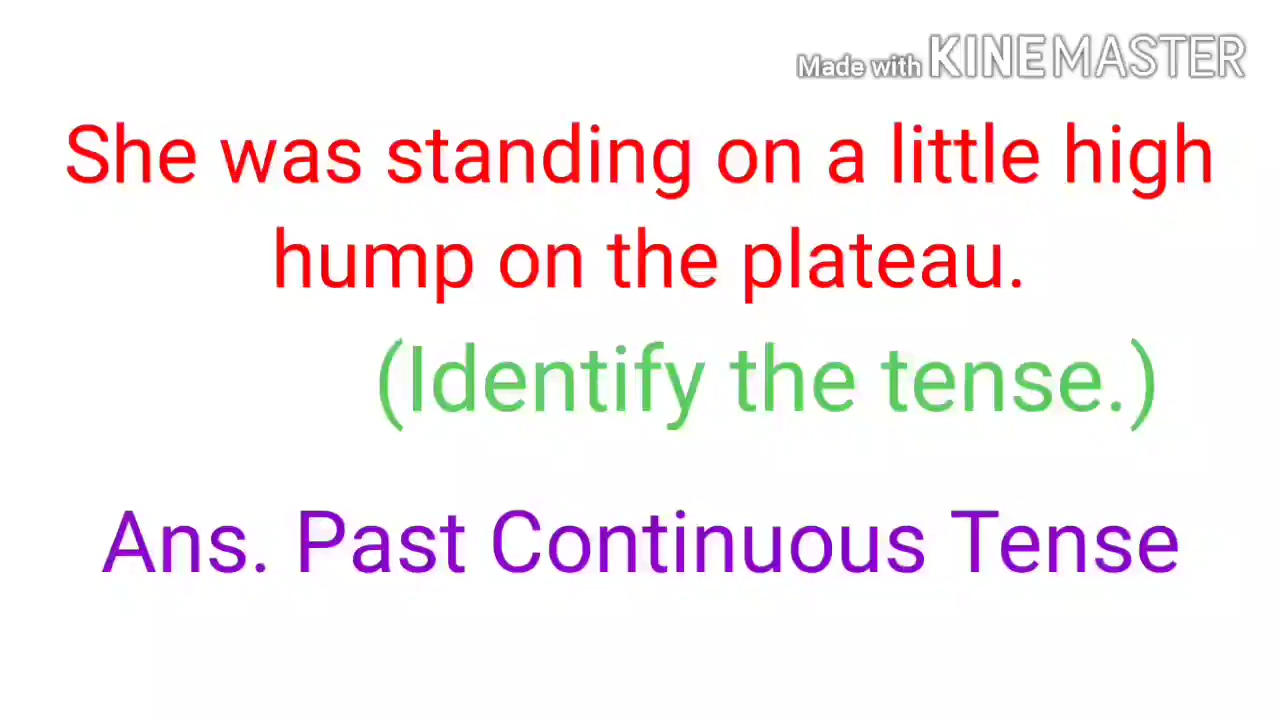 Made with KINEMASTER
She was standing on a little high
hump on the plateau.
(Identify the tense.)
Ans. Past Continuous Tense